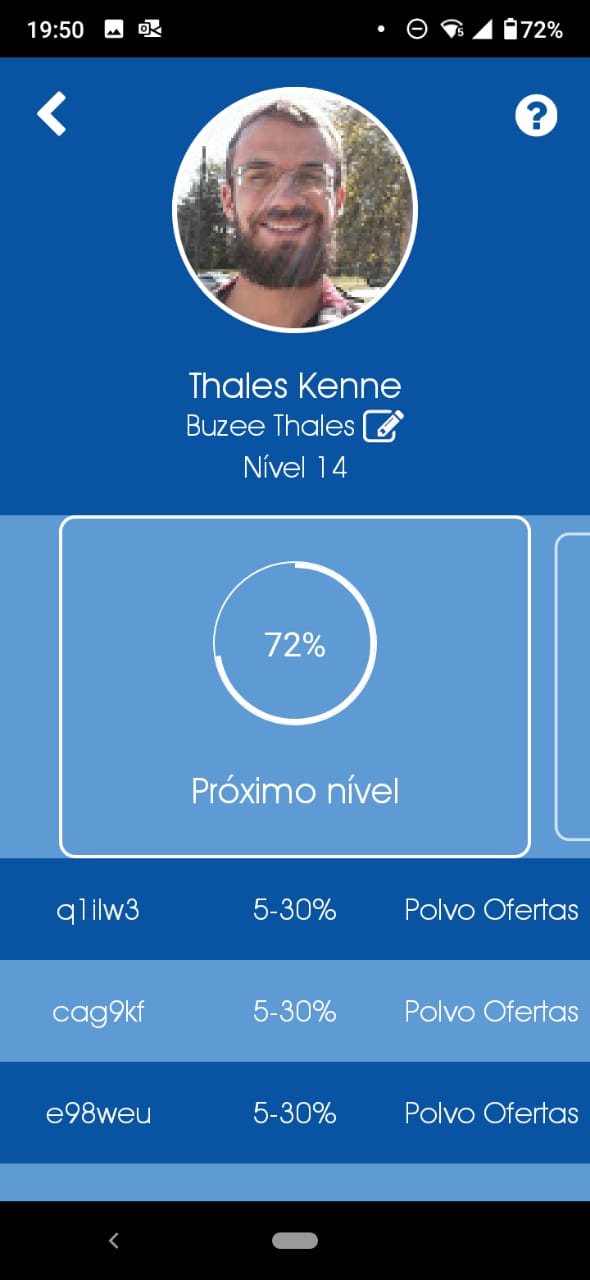 19:50 72%
Thales Kenne
Buzee Thales
Nível 14
72%
Próximo nível
q1ilw3 5-30% Polvo Ofertas
cag9kf 5-30% Polvo Ofertas
e98weu 5-30% Polvo Ofertas